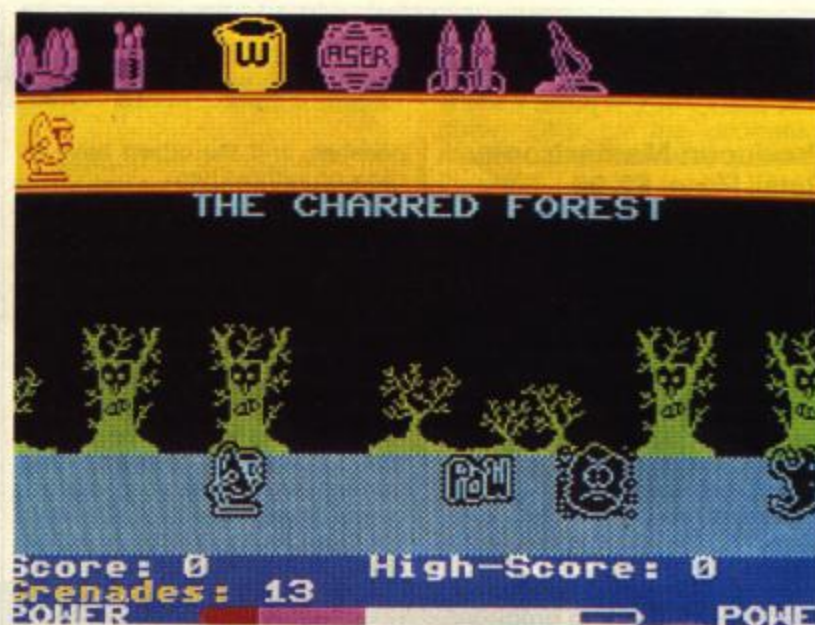 W LASER
THE CHARRED FOREST
POW
Score: 0 High-Score: 0
Grenades: 13
POWER POWE